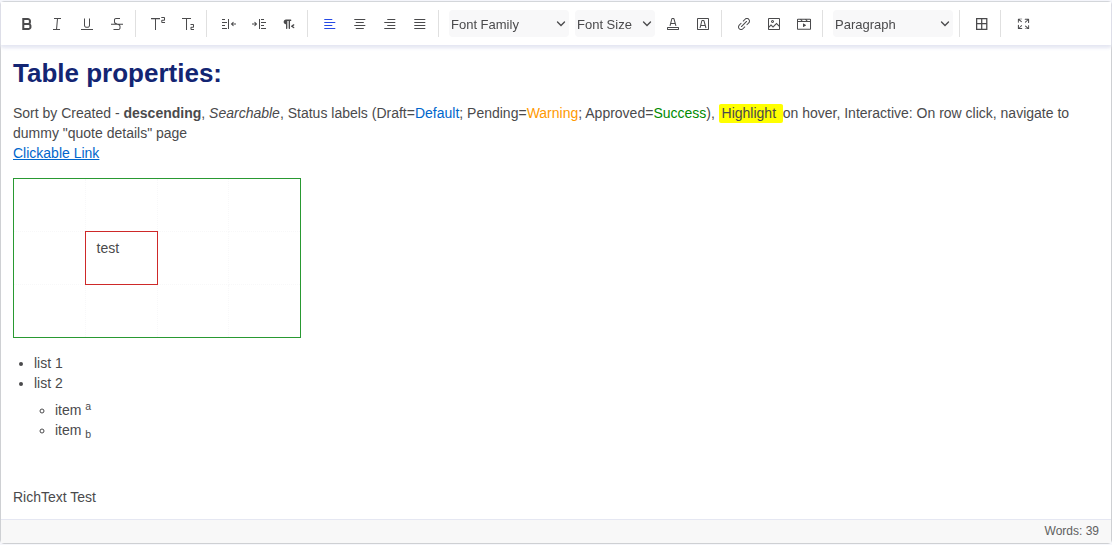 Font Family Font Size Paragraph
Table properties:
Sort by Created - descending, Searchable, Status labels (Draft=Default; Pending=Warning; Approved=Success), Highlight on hover, Interactive: On row click, navigate to
dummy "quote details" page
Clickable Link
test
list 1
list 2
item a
item b
RichText Test
Words: 39